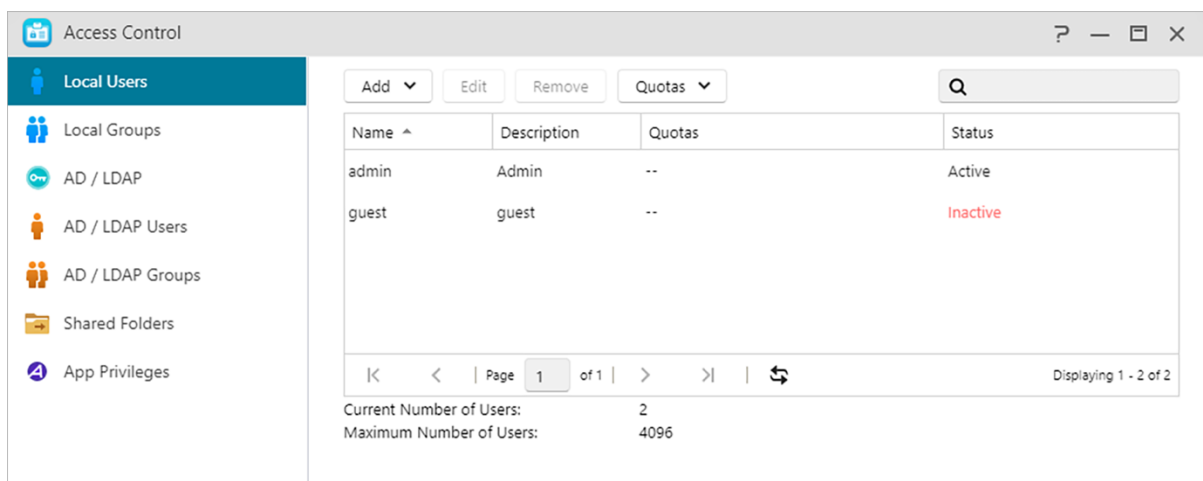 Access Control
Local Users
Local Groups
AD / LDAP
AD / LDAP Users
AD / LDAP Groups
Shared Folders
App Privileges
Add Edit Remove Quotas
Name Description Quotas Status
admin Admin -- Active
guest guest -- Inactive
Page 1 of 1 Displaying 1 - 2 of 2
Current Number of Users: 2
Maximum Number of Users: 4096